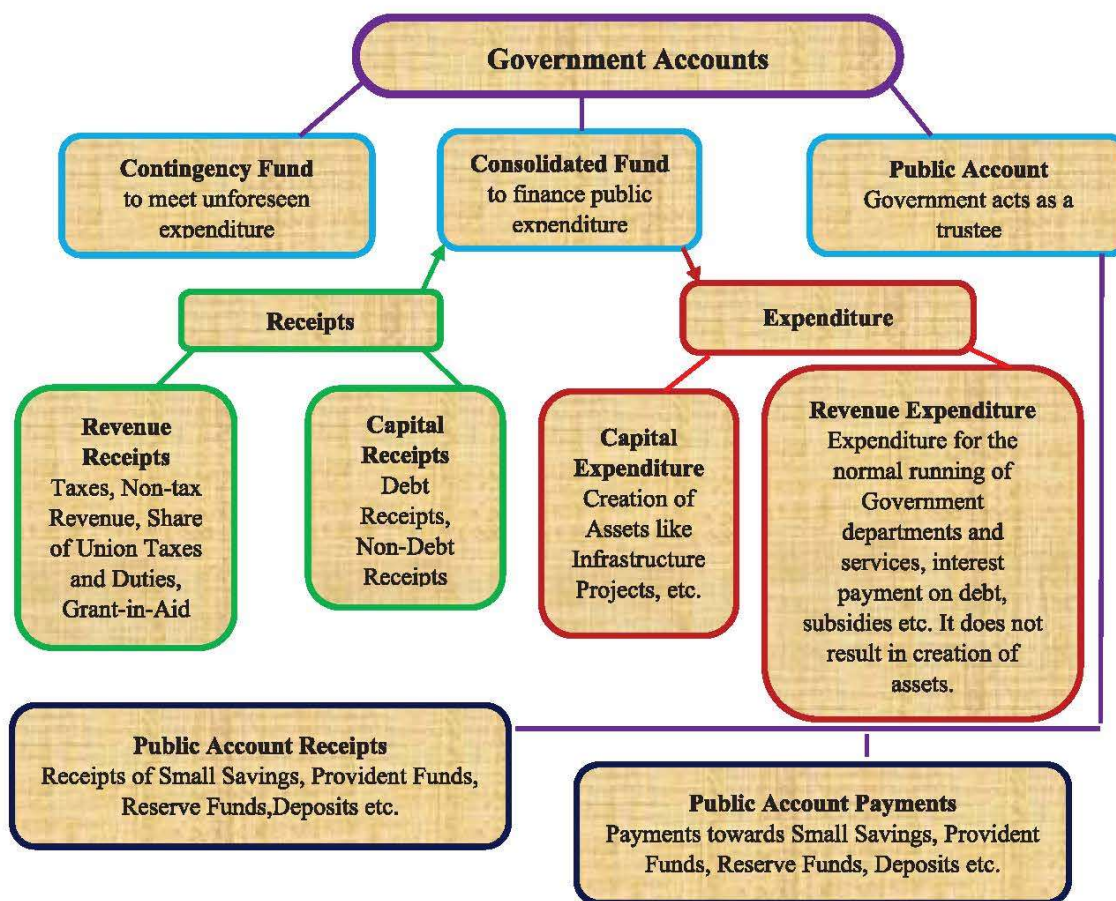 Government Accounts
Contingency Fund
to meet unforeseen
expenditure
Consolidated Fund
to finance public
expenditure
Public Account
Government acts as a
trustee
Receipts
Expenditure
Revenue
Receipts
Taxes, Non-tax
Revenue, Share
of Union Taxes
and Duties,
Grant-in-Aid
Capital
Receipts
Debt
Receipts,
Non-Debt
Receipts
Capital
Expenditure
Creation of
Assets like
Infrastructure
Projects, etc.
Revenue Expenditure
Expenditure for the
normal running of
Government
departments and
services, interest
payment on debt,
subsidies etc. It does not
result in creation of
assets.
Public Account Receipts
Receipts of Small Savings, Provident Funds,
Reserve Funds,Deposits etc.
Public Account Payments
Payments towards Small Savings, Provident
Funds, Reserve Funds, Deposits etc.